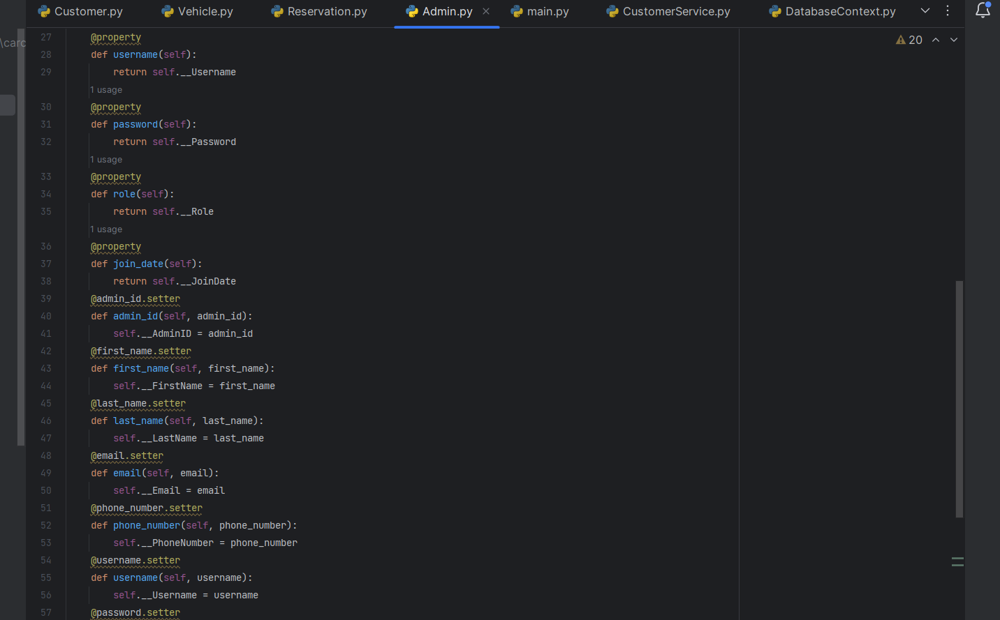 Customer.py Vehicle.py Reservation.py Admin.py main.py CustomerService.py DatabaseContext.py
\card
20
27 @property
28 def username(self):
29 return self.__Username
1 usage
30 @property
31 def password(self):
32 return self.__Password
1 usage
33 @property
34 def role(self):
35 return self.__Role
1 usage
36 @property
37 def join_date(self):
38 return self.__JoinDate
39 @admin_id.setter
40 def admin_id(self, admin_id):
41 self.__AdminID = admin_id
42 @first_name.setter
43 def first_name(self, first_name):
44 self.__FirstName = first_name
45 @last_name.setter
46 def last_name(self, last_name):
47 self.__LastName = last_name
48 @email.setter
49 def email(self, email):
50 self.__Email = email
51 @phone_number.setter
52 def phone_number(self, phone_number):
53 self.__PhoneNumber = phone_number
54 @username.setter
55 def username(self, username):
56 self.__Username = username
57 @password.setter